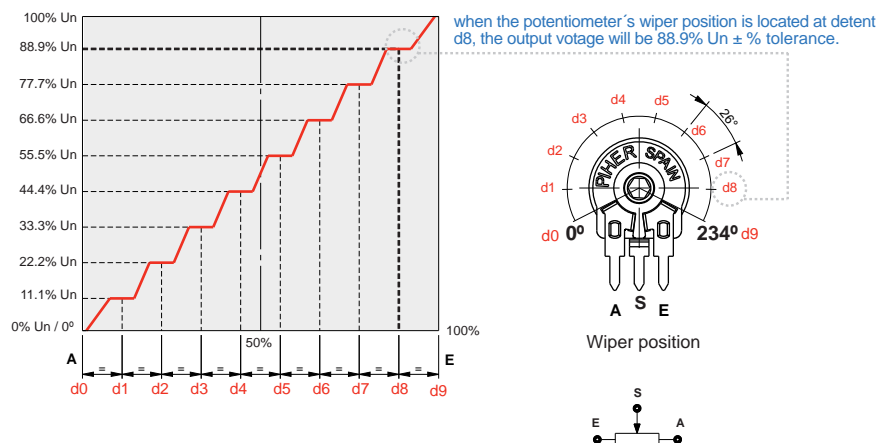 100% Un
88.9% Un
77.7% Un
66.6% Un
55.5% Un
44.4% Un
33.3% Un
22.2% Un
11.1% Un
0% Un / 0º
50%
100%
A
E
= = = = = = = = =
d0 d1 d2 d3 d4 d5 d6 d7 d8 d9
when the potentiometer´s wiper position is located at detent
d8, the output votage will be 88.9% Un ± % tolerance.
d4 d5
d3 d6
26°
d2 d7
d1 d8
PIHER SPAIN
d0 0º 234º d9
A S E
Wiper position
S
E A